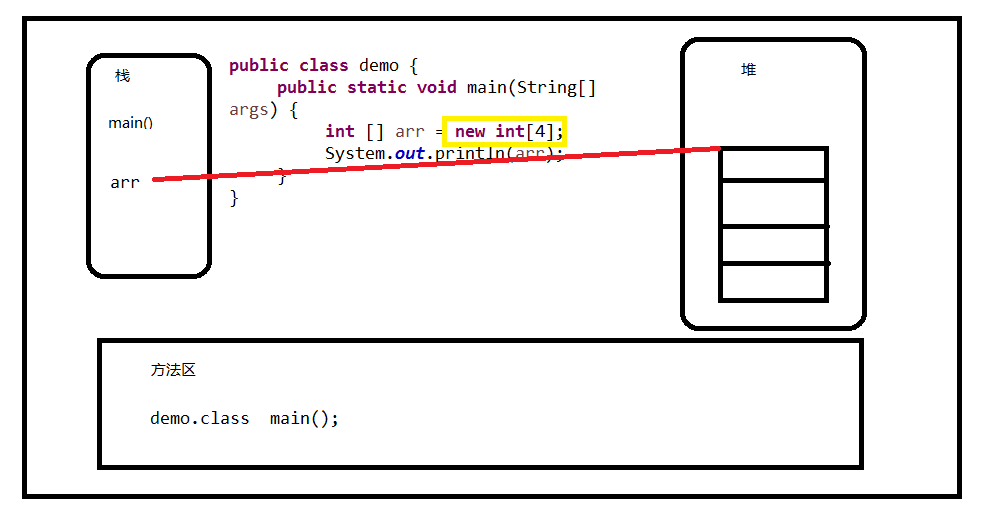 栈
main()
arr
public class demo {
public static void main(String[]
args) {
int [] arr = new int[4];
System.out.println(arr);
}
}
堆
方法区
demo.class main();